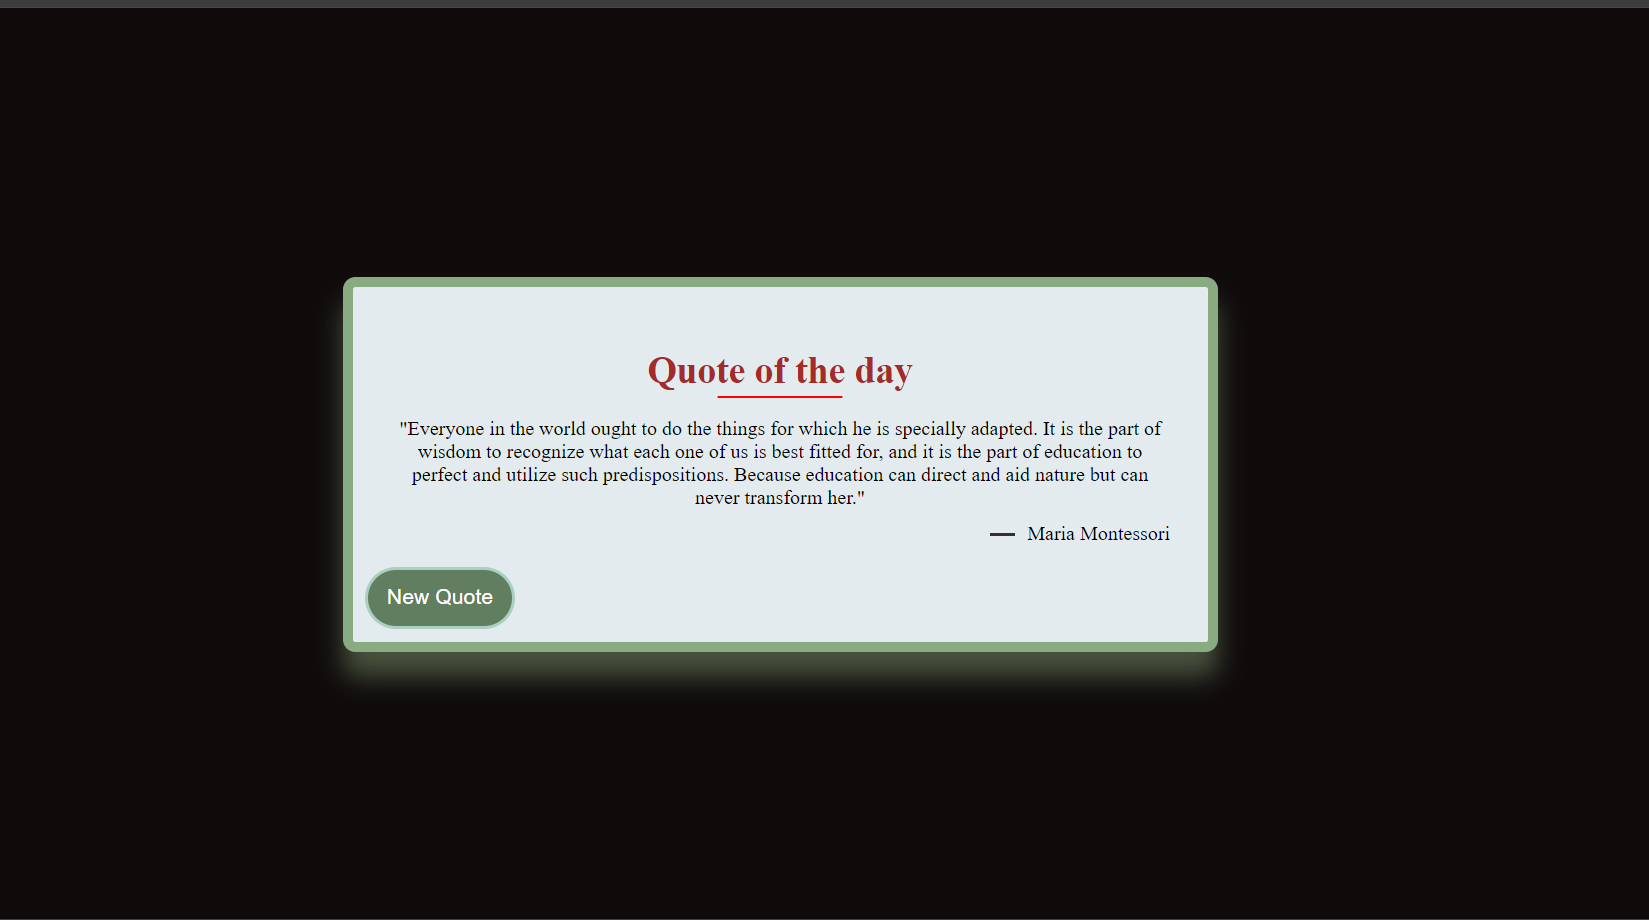 Quote of the day
"Everyone in the world ought to do the things for which he is specially adapted. It is the part of
wisdom to recognize what each one of us is best fitted for, and it is the part of education to
perfect and utilize such predispositions. Because education can direct and aid nature but can
never transform her."
— Maria Montessori
New Quote